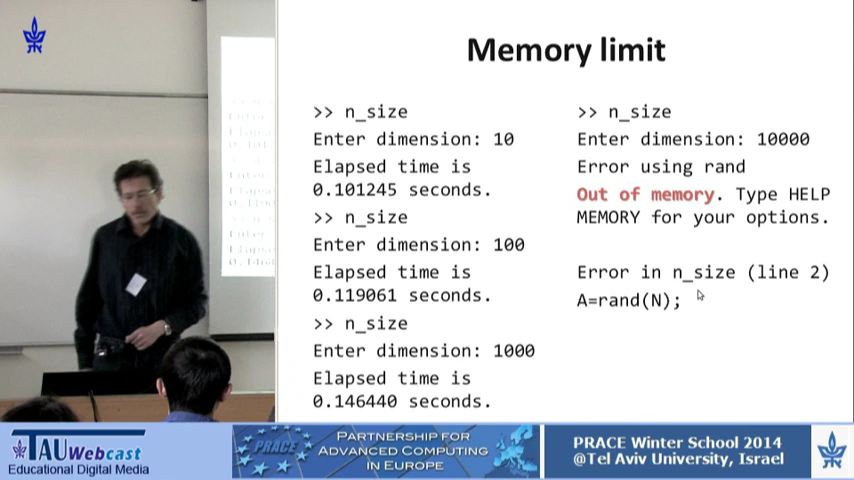 Memory limit
>> n_size
Enter dimension: 10
Elapsed time is
0.101245 seconds.
>> n_size
Enter dimension: 100
Elapsed time is
0.119061 seconds.
>> n_size
Enter dimension: 1000
Elapsed time is
0.146440 seconds.
>> n_size
Enter dimension: 10000
Error using rand
Out of memory. Type HELP
MEMORY for your options.
Error in n_size (line 2)
A=rand(N);
TAU Webcast
Educational Digital Media
PRACE
PARTNERSHIP FOR
ADVANCED COMPUTING
IN EUROPE
PRACE Winter School 2014
@Tel Aviv University, Israel